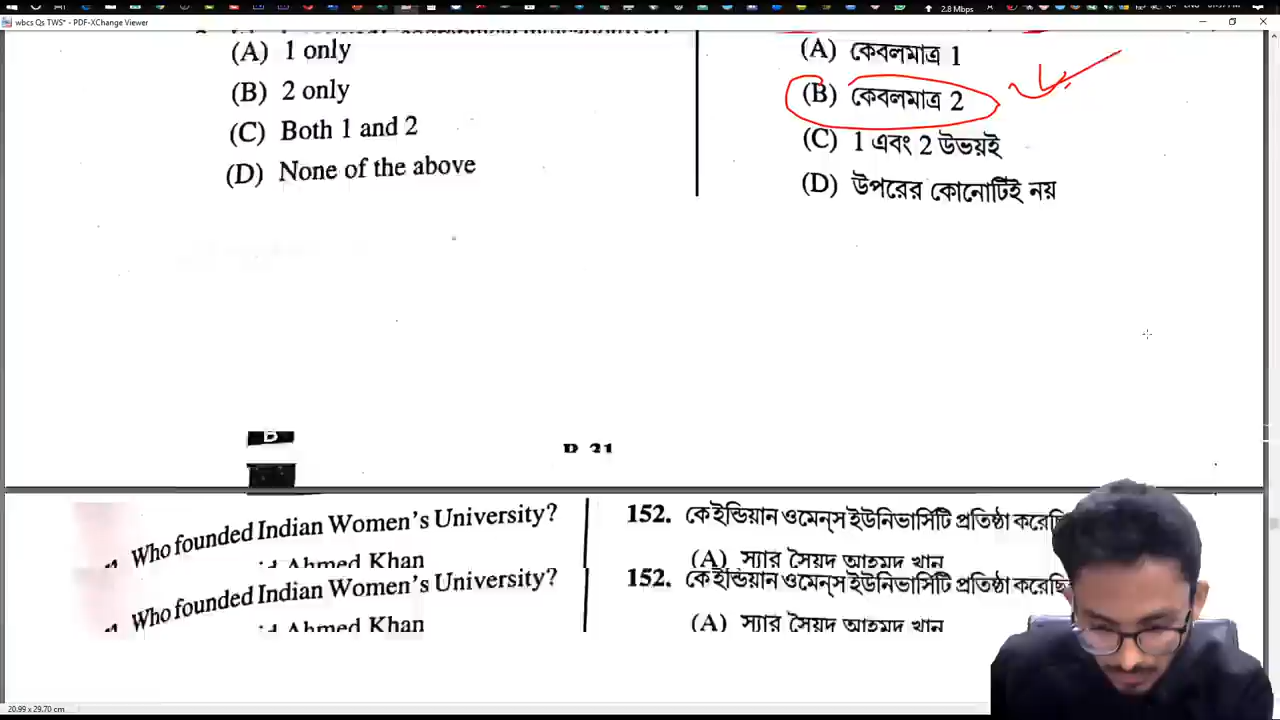 2.8 Mbps
wbcs Qs TWS* - PDF-XChange Viewer
(A) 1 only
(B) 2 only
(C) Both 1 and 2
(D) None of the above
(A) কেবলমাত্র 1
(B) কেবলমাত্র 2
(C) 1 এবং 2 উভয়ই
(D) উপরের কোনোটিই নয়
B
Who founded Indian Women's University?
Ahmed Khan
152. কে ইন্ডিয়ান ওমেন্‌স ইউনিভার্সিটি প্রতিষ্ঠা
(A) স্যার সৈয়দ আহমদ খান
Who founded Indian Women's University?
Ahmed Khan
152. কে ইন্ডিয়ান ওমেন্‌স ইউনিভার্সিটি প্রতিষ্ঠা
(A) স্যার সৈয়দ আহমদ খান
20.99 x 29.70 cm